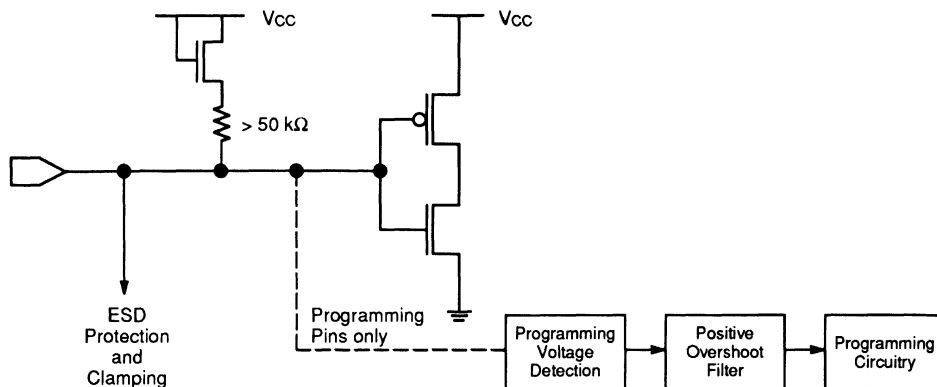 VCC
VCC
> 50 kΩ
ESD
Protection
and
Clamping
Programming
Pins only
Programming
Voltage
Detection
Positive
Overshoot
Filter
Programming
Circuitry